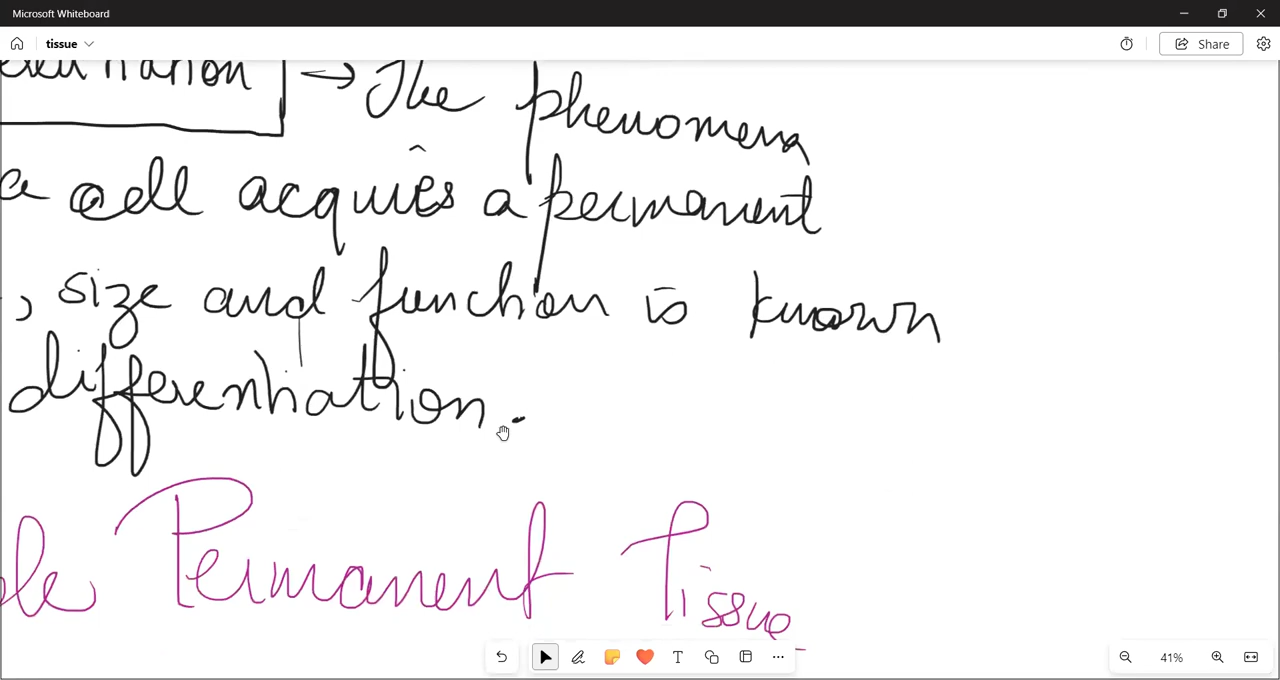 Microsoft Whiteboard
tissue
Share
→ The phenomena
a cell acquires a permanent
, size and function is known
differentiation.
Permanent Tissue
41%